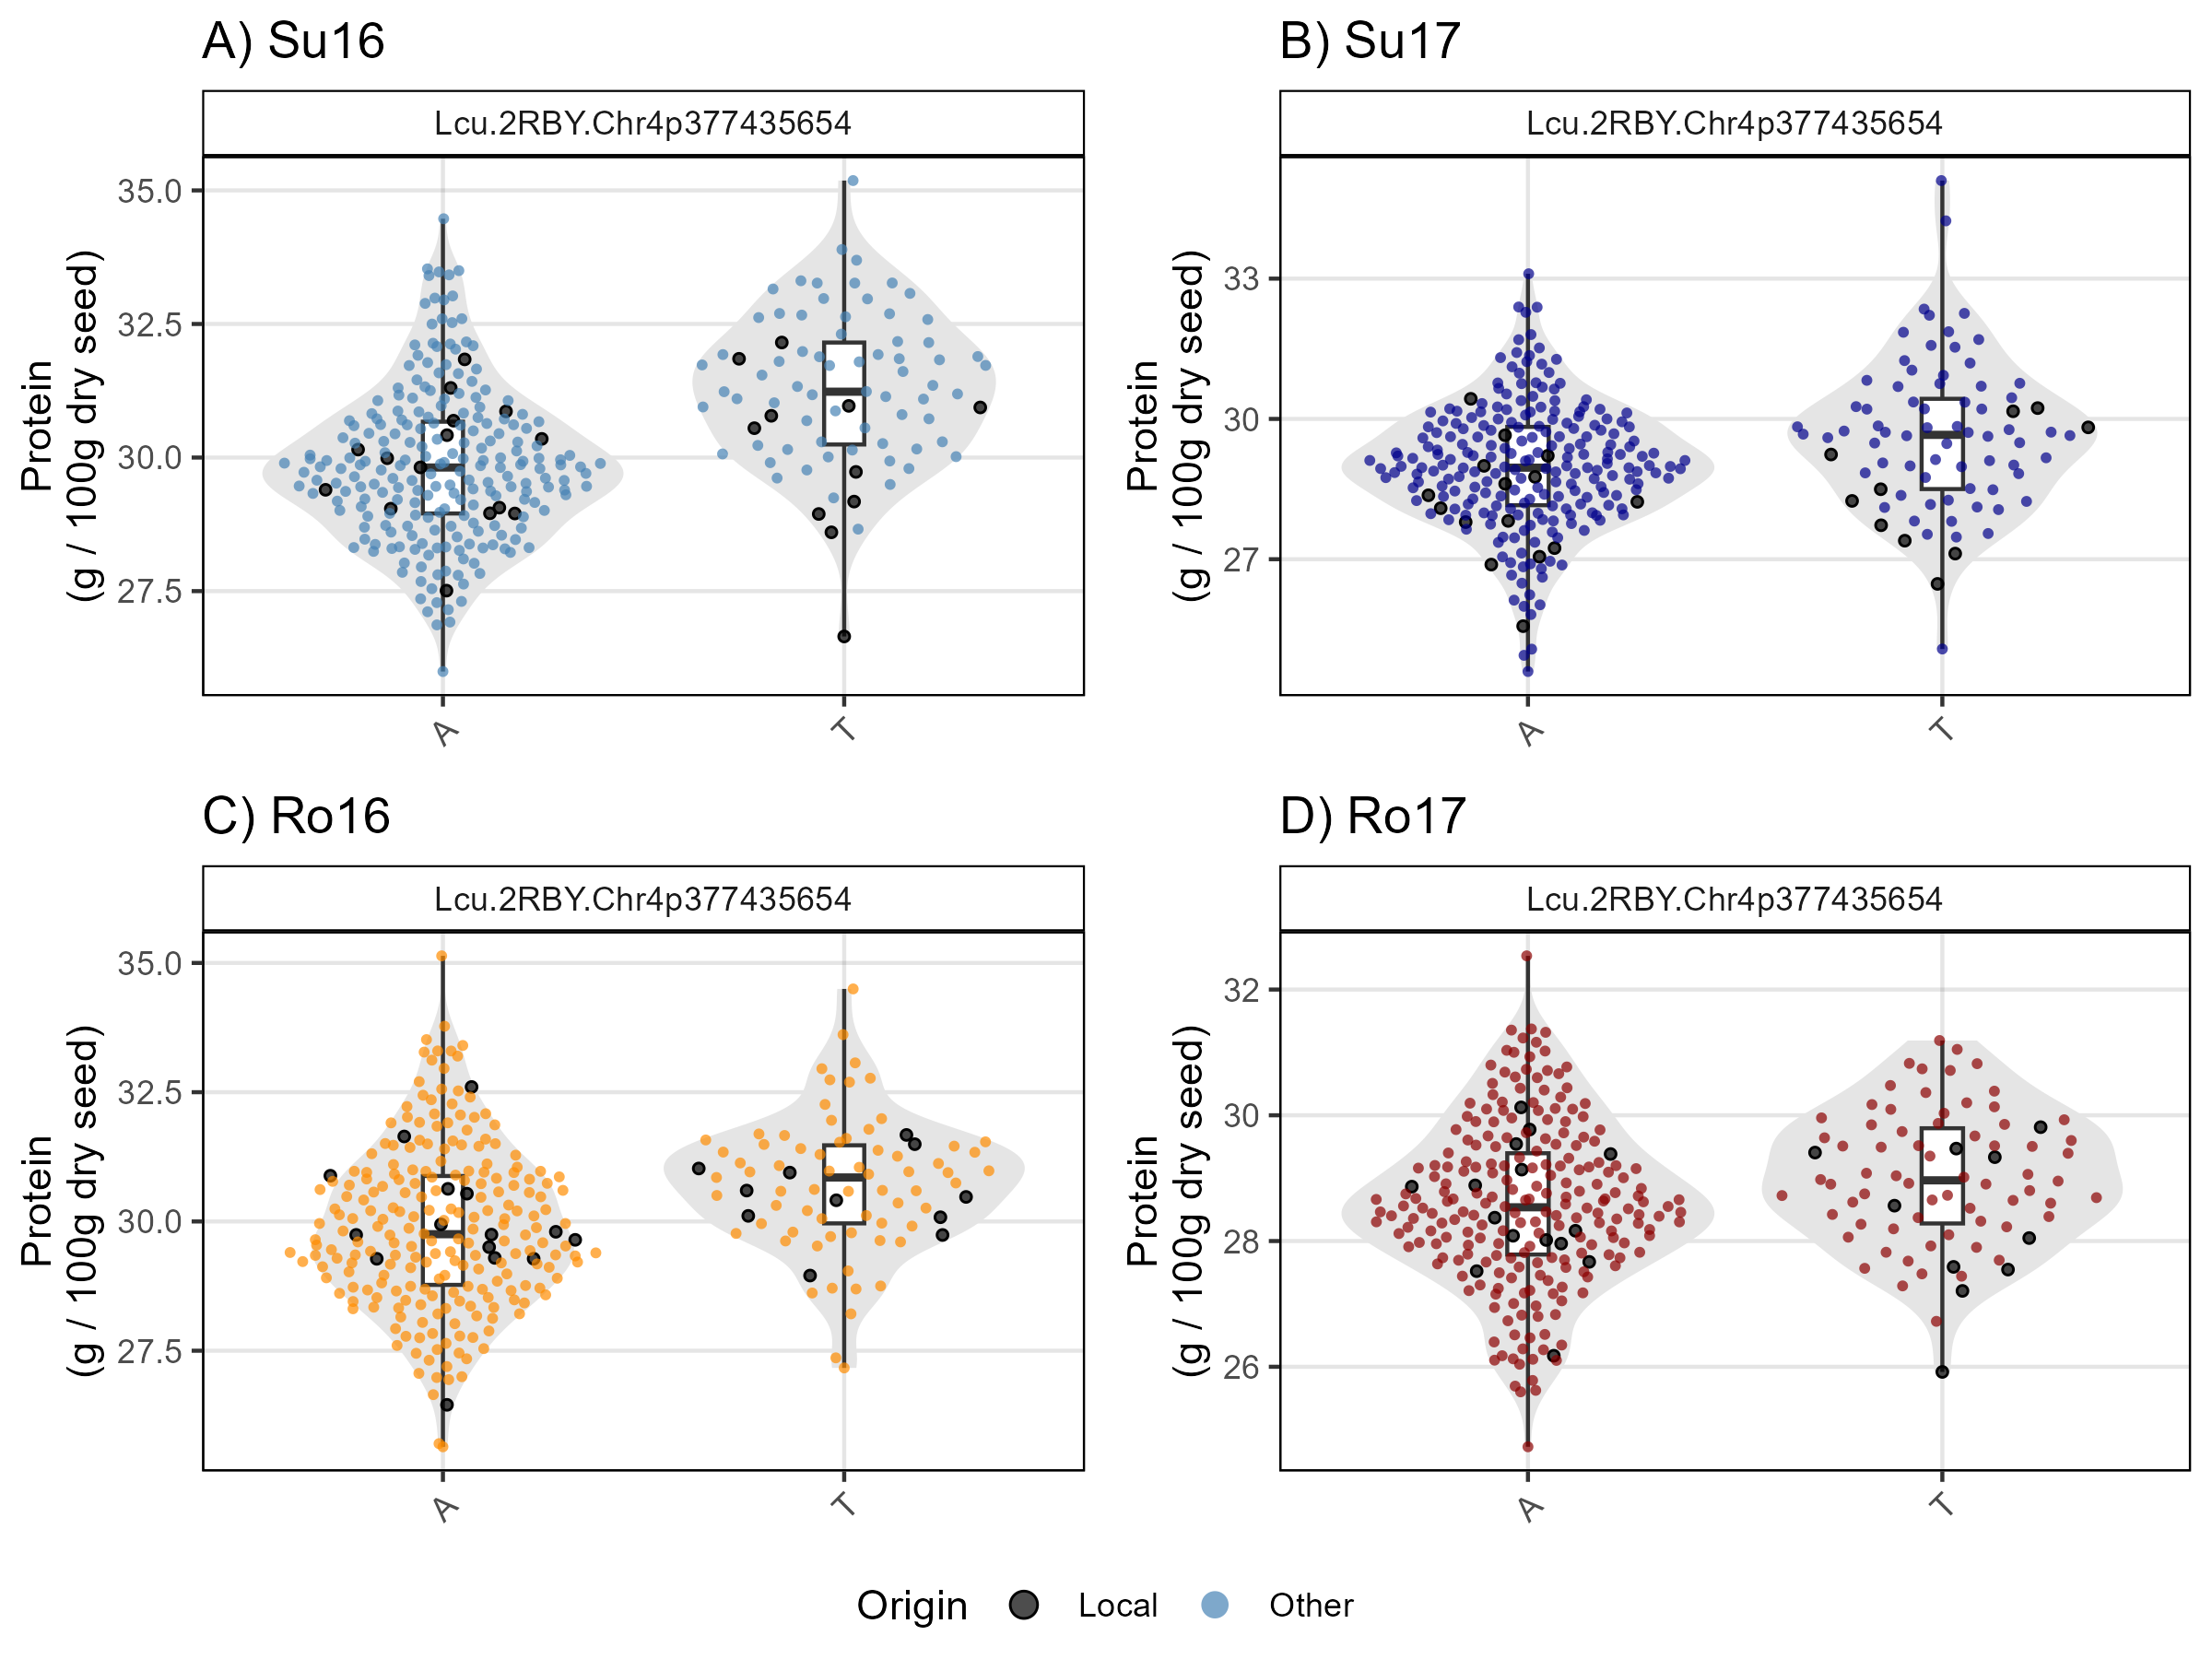 A) Su16
Lcu.2RBY.Chr4p377435654
Protein
(g / 100g dry seed)
35.0
32.5
30.0
27.5
A
T
B) Su17
Lcu.2RBY.Chr4p377435654
Protein
(g / 100g dry seed)
33
30
27
A
T
C) Ro16
Lcu.2RBY.Chr4p377435654
Protein
(g / 100g dry seed)
35.0
32.5
30.0
27.5
A
T
D) Ro17
Lcu.2RBY.Chr4p377435654
Protein
(g / 100g dry seed)
32
30
28
26
A
T
Origin Local Other